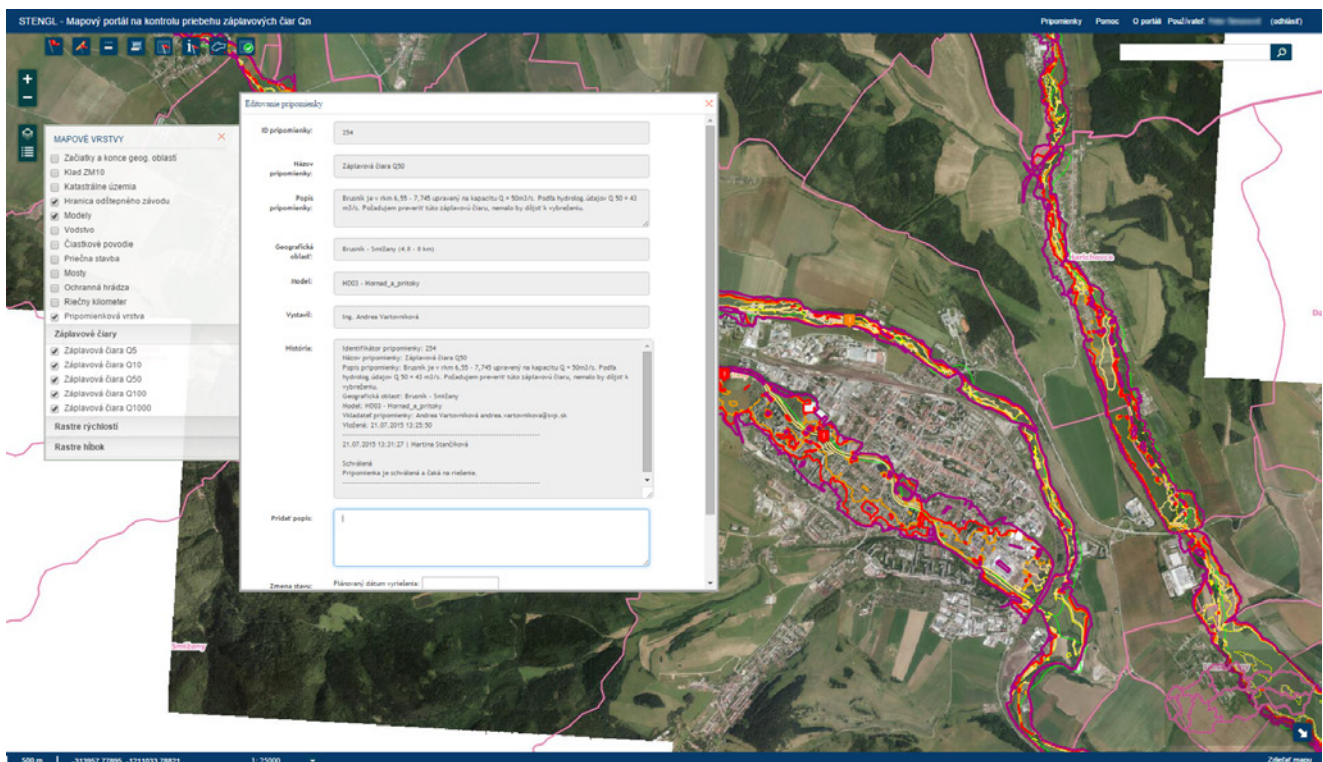 STENGL - Mapový portál na kontrolu priebehu záplavových čiar Qn
Pripomienky Pomoc O portáli Používateľ: (odhlásiť)
MAPOVÉ VRSTVY
Začiatky a konce geog. oblastí
Klad ZM10
Katastrálne územia
Hranica odštepného závodu
Modely
Vodstvo
Čiastkové povodie
Priečna stavba
Mosty
Ochranná hrádza
Riečny kilometer
Pripomienková vrstva
Záplavové čiary
Záplavová čiara Q5
Záplavová čiara Q10
Záplavová čiara Q50
Záplavová čiara Q100
Záplavová čiara Q1000
Rastre rýchlostí
Rastre hĺbok
Editovanie pripomienky
ID pripomienky: 254
Názov pripomienky: Záplavová čiara Q50
Popis pripomienky: Brusník je v rkm 6,55 - 7,745 upravený na kapacitu Q = 50m3/s. Podľa hydrolog.údajov Q 50 = 43
m3/s. Požadujem preveriť túto záplavovú čiaru, nemalo by dôjsť k vybreženiu.
Geografická oblasť: Brusník - Smižany (4.8 - 8 km)
Model: HO03 - Hornad_a_pritoky
Vystavil: Ing. Andrea Vartovníková
História: Identifikátor pripomienky: 254
Názov pripomienky: Záplavová čiara Q50
Popis pripomienky: Brusník je v rkm 6,55 - 7,745 upravený na kapacitu Q = 50m3/s. Podľa
hydrolog.údajov Q 50 = 43 m3/s. Požadujem preveriť túto záplavovú čiaru, nemalo by dôjsť k
vybreženiu.
Geografická oblasť: Brusník - Smižany
Model: HO03 - Hornad_a_pritoky
Vkladateľ pripomienky: Andrea Vartovníková andrea.vartovnikova@svp.sk
Vložené: 21.07.2015 13:25:50
21.07.2015 13:31:27 | Martina Stančíková
Schválená
Pripomienka je schválená a čaká na riešenie.
Pridať popis:
Zmena stavu: Plánovaný dátum vyriešenia:
Harichovce
Smižany
500 m -313957.77895, -1211033.78821 1: 25000 Zdieľať mapu